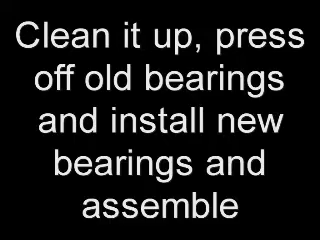 Clean it up, press
off old bearings
and install new
bearings and
assemble